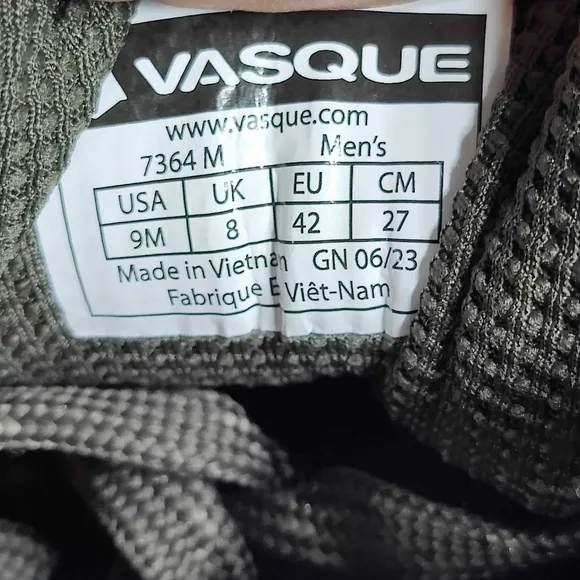 VASQUE
www.vasque.com
7364 M Men's
USA UK EU CM
9M 8 42 27
Made in Vietnam GN 06/23
Fabrique E Viêt-Nam